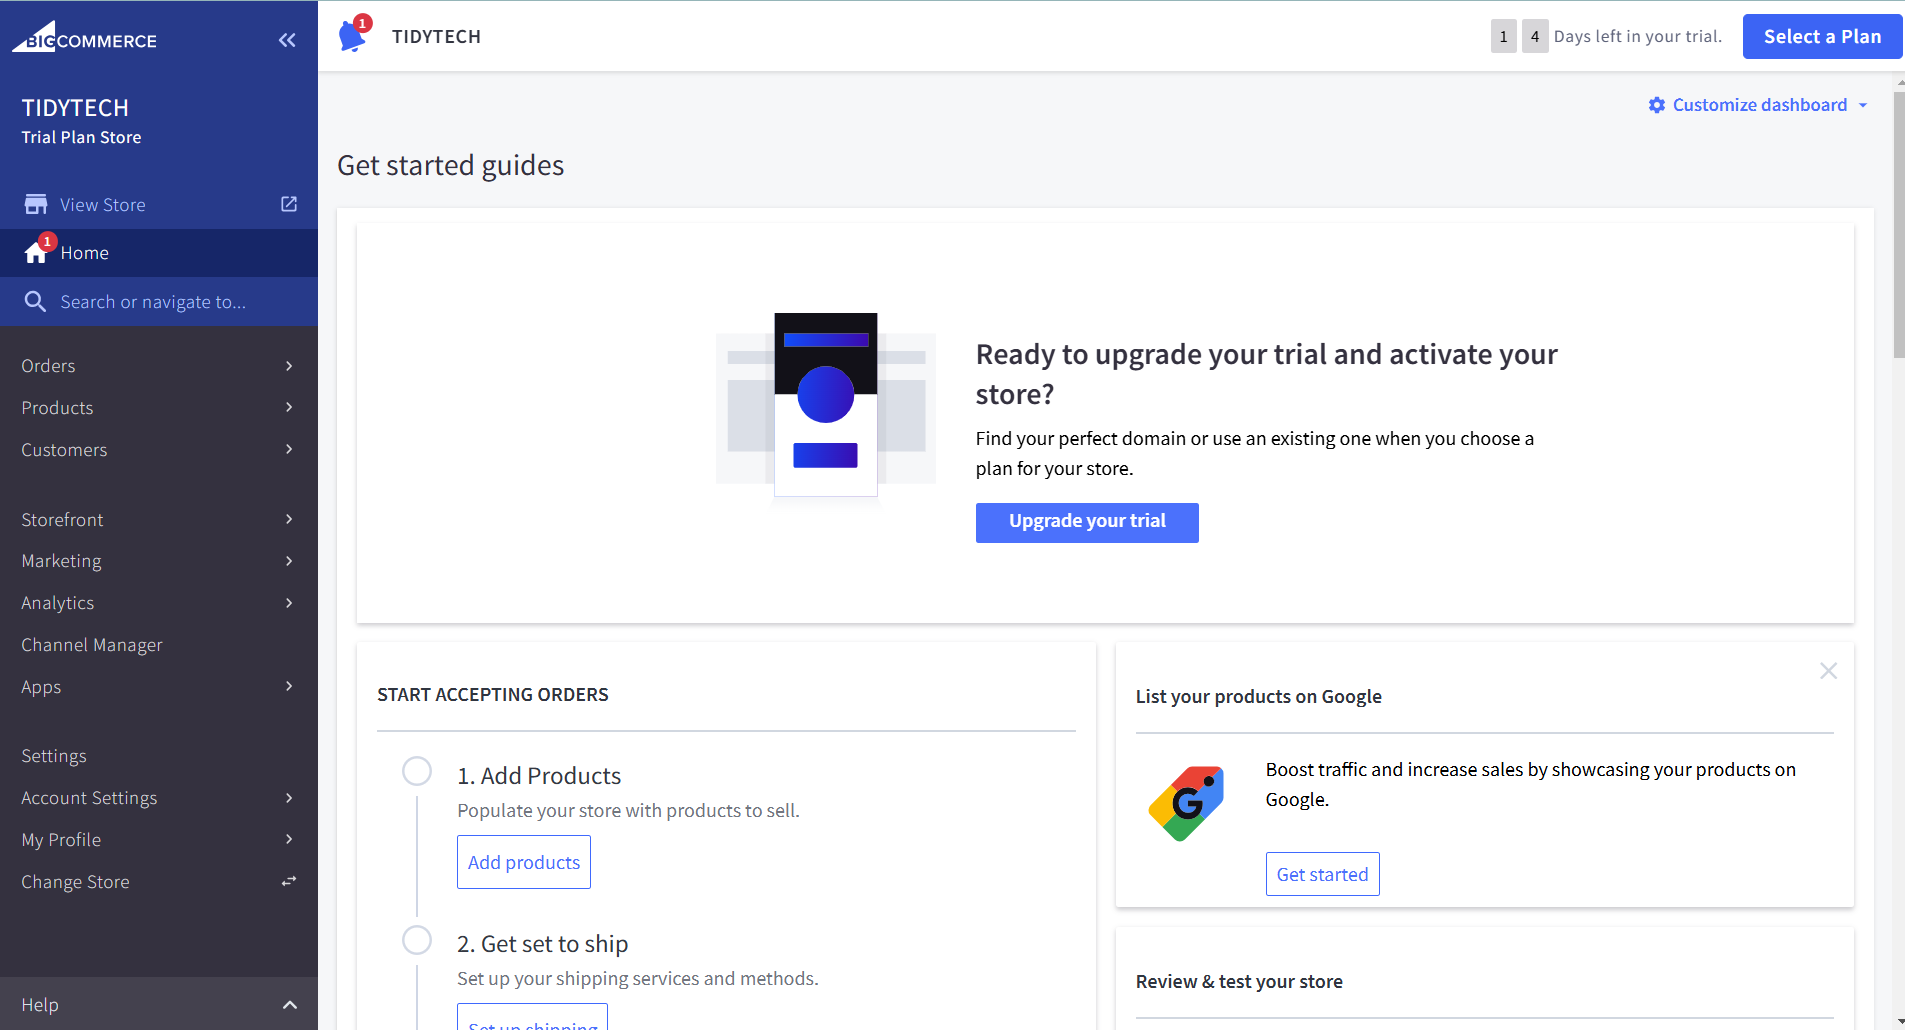 BIGCOMMERCE
TIDYTECH
Trial Plan Store
View Store
1
Home
Search or navigate to...
Orders
Products
Customers
Storefront
Marketing
Analytics
Channel Manager
Apps
Settings
Account Settings
My Profile
Change Store
Help
1
TIDYTECH
1 4 Days left in your trial.
Select a Plan
Customize dashboard
Get started guides
Ready to upgrade your trial and activate your
store?
Find your perfect domain or use an existing one when you choose a
plan for your store.
Upgrade your trial
START ACCEPTING ORDERS
1. Add Products
Populate your store with products to sell.
Add products
2. Get set to ship
Set up your shipping services and methods.
Set up shipping
List your products on Google
G
Boost traffic and increase sales by showcasing your products on
Google.
Get started
Review & test your store